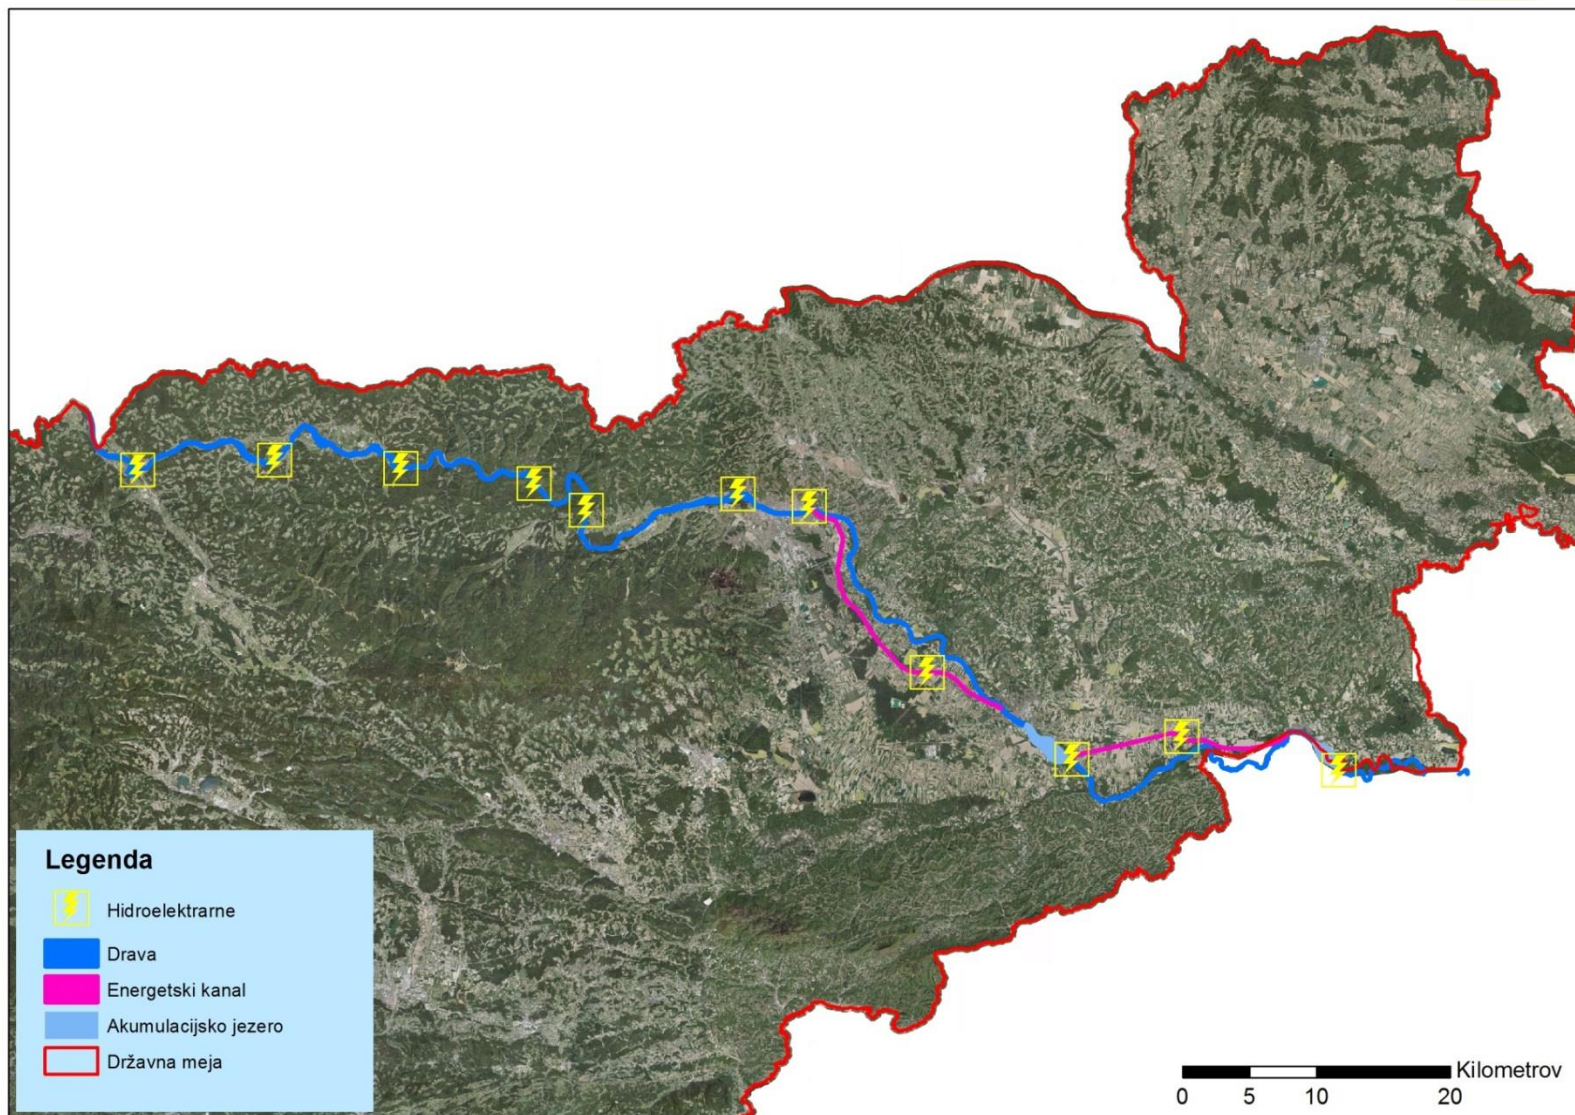 Legenda
Hidroelektrarne
Drava
Energetski kanal
Akumulacijsko jezero
Državna meja
Kilometrov
0 5 10 20